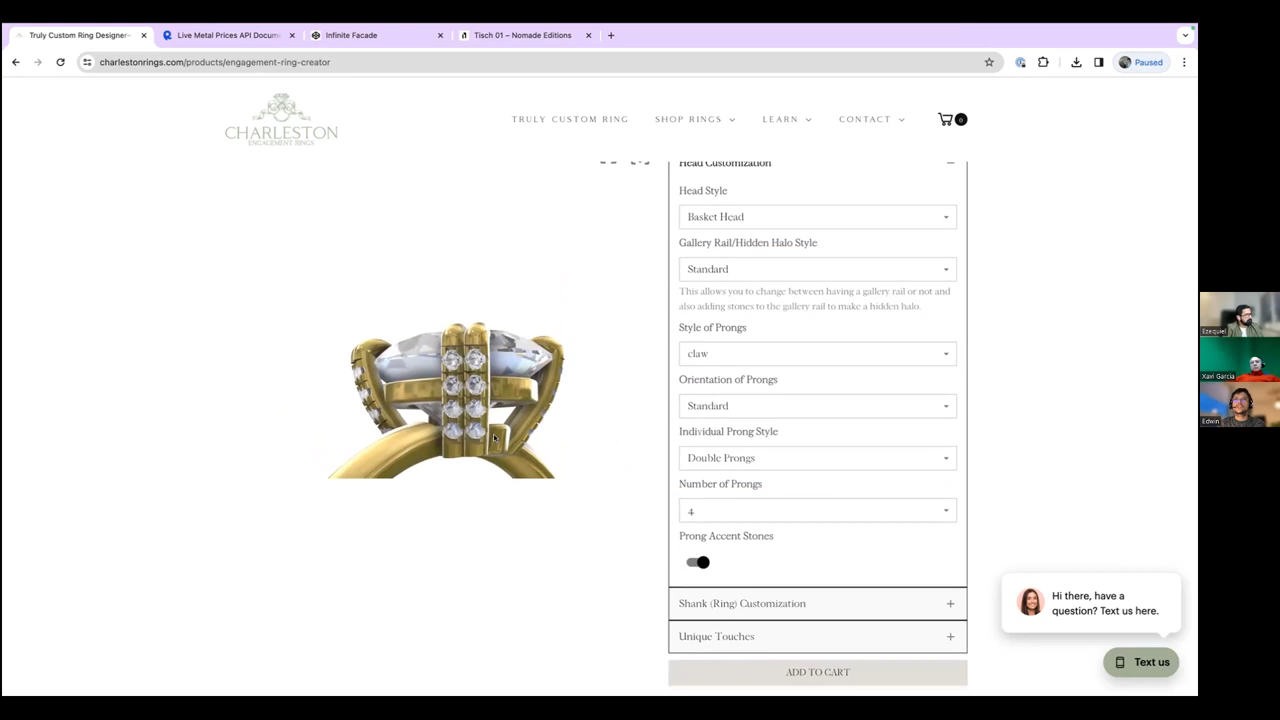 Truly Custom Ring Designer-
Live Metal Prices API Docum
Infinite Facade
Tisch 01 – Nomade Editions
charlestonrings.com/products/engagement-ring-creator
Paused
CHARLESTON
ENGAGEMENT RINGS
TRULY CUSTOM RING
SHOP RINGS
LEARN
CONTACT
0
Head Customization
Head Style
Basket Head
Gallery Rail/Hidden Halo Style
Standard
This allows you to change between having a gallery rail or not and
also adding stones to the gallery rail to make a hidden halo.
Style of Prongs
claw
Orientation of Prongs
Standard
Individual Prong Style
Double Prongs
Number of Prongs
4
Prong Accent Stones
Shank (Ring) Customization
Unique Touches
ADD TO CART
Hi there, have a
question? Text us here.
Text us
Ezequiel
Xavi Garcia
Edwin